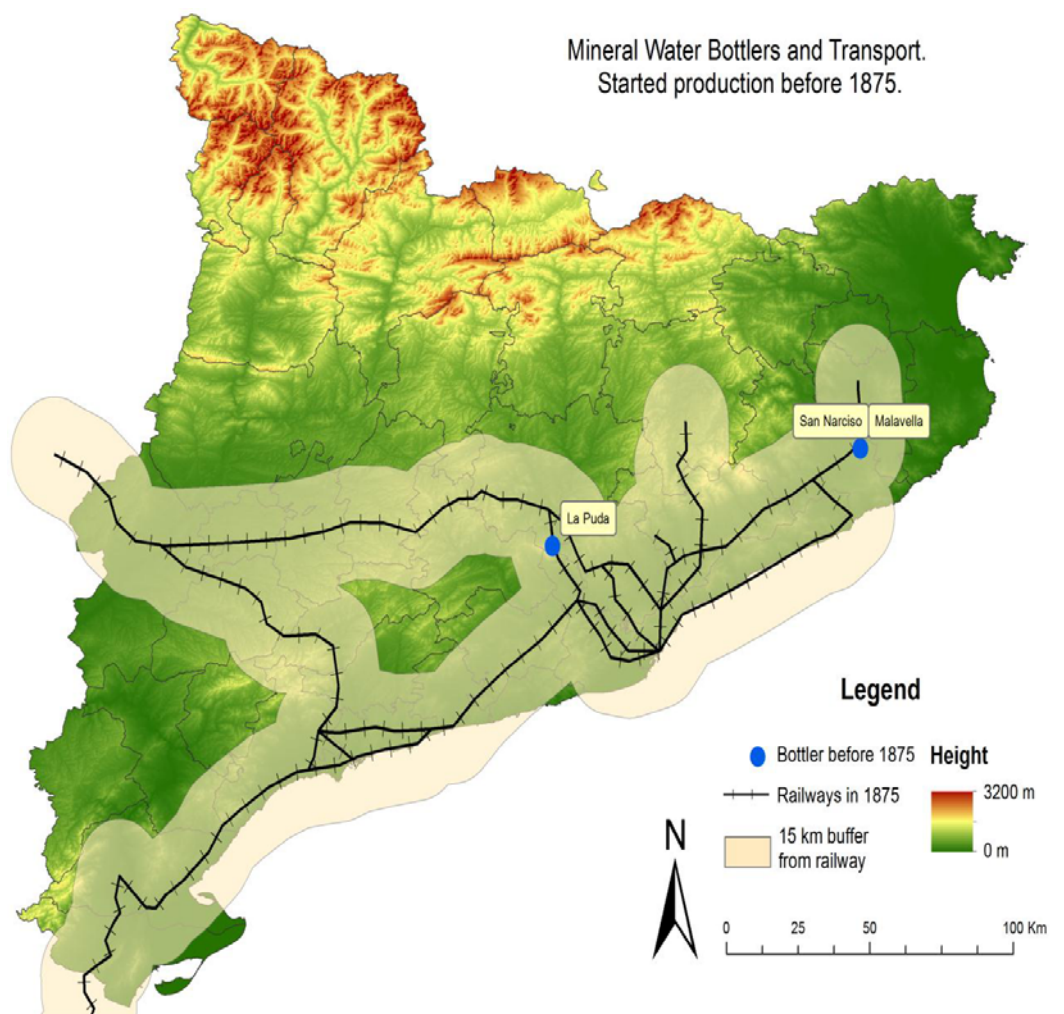 Mineral Water Bottlers and Transport.
Started production before 1875.
San Narciso
Malavella
La Puda
Legend
Bottler before 1875
Railways in 1875
15 km buffer
from railway
Height
3200 m
0 m
N
0 25 50 100 Km